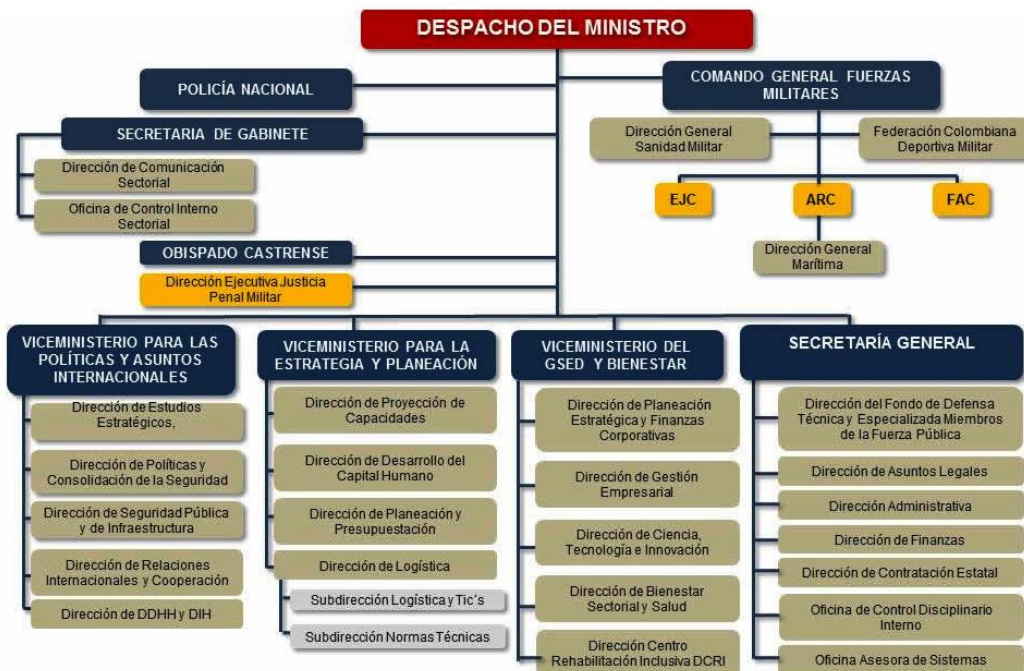 DESPACHO DEL MINISTRO
POLICÍA NACIONAL
COMANDO GENERAL FUERZAS
MILITARES
SECRETARIA DE GABINETE
Dirección de Comunicación
Sectorial
Oficina de Control Interno
Sectorial
Dirección General
Sanidad Militar
Federación Colombiana
Deportiva Militar
EJC
ARC
FAC
Dirección General
Marítima
OBISPADO CASTRENSE
Dirección Ejecutiva Justicia
Penal Militar
VICEMINISTERIO PARA LAS
POLÍTICAS Y ASUNTOS
INTERNACIONALES
Dirección de Estudios
Estratégicos,
Dirección de Políticas y
Consolidación de la Seguridad
Dirección de Seguridad Pública
y de Infraestructura
Dirección de Relaciones
Internacionales y Cooperación
Dirección de DDHH y DIH
VICEMINISTERIO PARA LA
ESTRATEGIA Y PLANEACIÓN
Dirección de Proyección de
Capacidades
Dirección de Desarrollo del
Capital Humano
Dirección de Planeación y
Presupuestación
Dirección de Logística
Subdirección Logística y Tic´s
Subdirección Normas Técnicas
VICEMINISTERIO DEL
GSED Y BIENESTAR
Dirección de Planeación
Estratégica y Finanzas
Corporativas
Dirección de Gestión
Empresarial
Dirección de Ciencia,
Tecnología e Innovación
Dirección de Bienestar
Sectorial y Salud
Dirección Centro
Rehabilitación Inclusiva DCRI
SECRETARÍA GENERAL
Dirección del Fondo de Defensa
Técnica y Especializada Miembros
de la Fuerza Pública
Dirección de Asuntos Legales
Dirección Administrativa
Dirección de Finanzas
Dirección de Contratación Estatal
Oficina de Control Disciplinario
Interno
Oficina Asesora de Sistemas